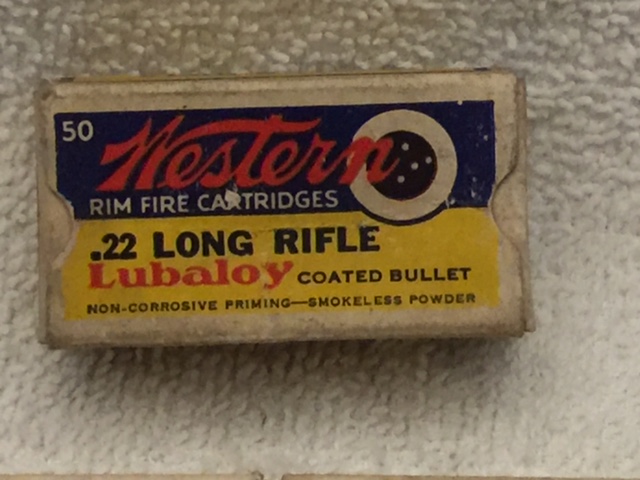 50
Western
RIM FIRE CARTRIDGES
.22 LONG RIFLE
Lubaloy COATED BULLET
NON-CORROSIVE PRIMING—SMOKELESS POWDER